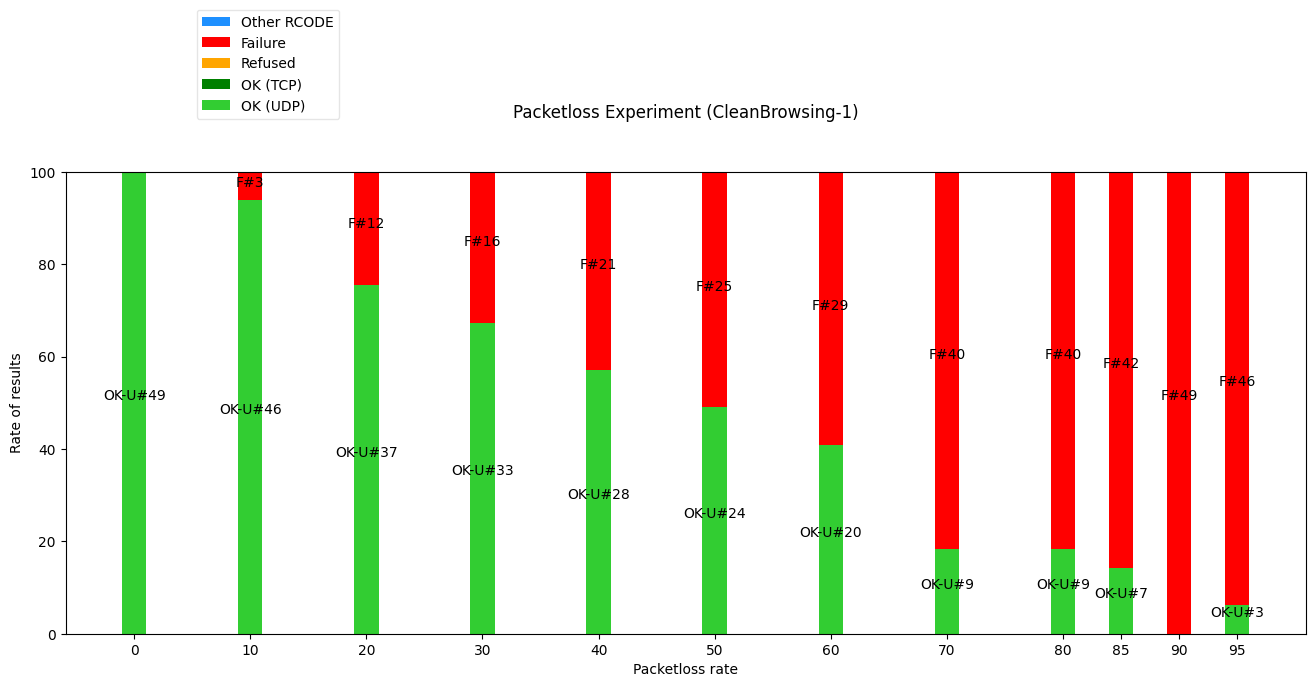 Other RCODE
Failure
Refused
OK (TCP)
OK (UDP)
Packetloss Experiment (CleanBrowsing-1)
Rate of results
100
80
60
40
20
0
OK-U#49
F#3
OK-U#46
F#12
OK-U#37
F#16
OK-U#33
F#21
OK-U#28
F#25
OK-U#24
F#29
OK-U#20
F#40
OK-U#9
F#40
OK-U#9
F#42
OK-U#7
F#49
F#46
OK-U#3
0 10 20 30 40 50 60 70 80 85 90 95
Packetloss rate